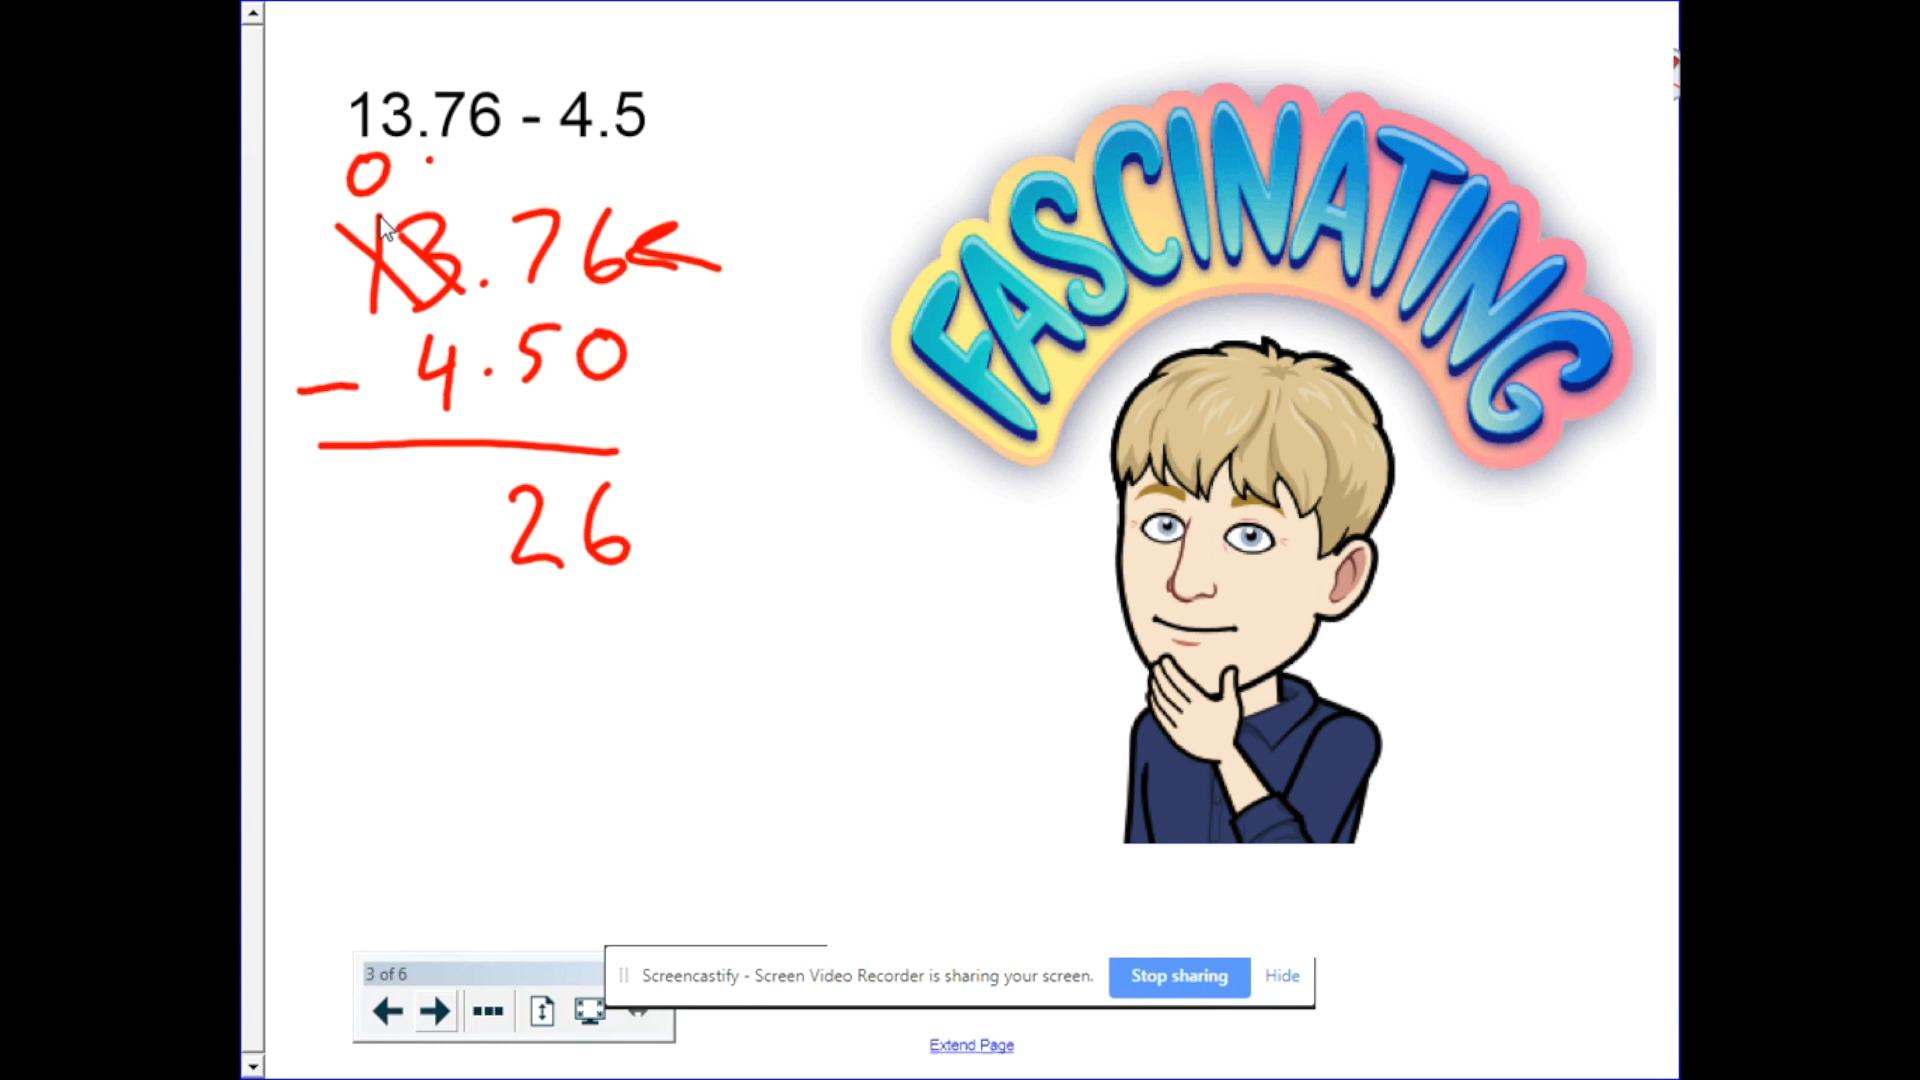 13.76 - 4.5
0
13.76
- 4.50
26
FASCINATING
3 of 6
Screencastify - Screen Video Recorder is sharing your screen.
Stop sharing
Hide
Extend Page